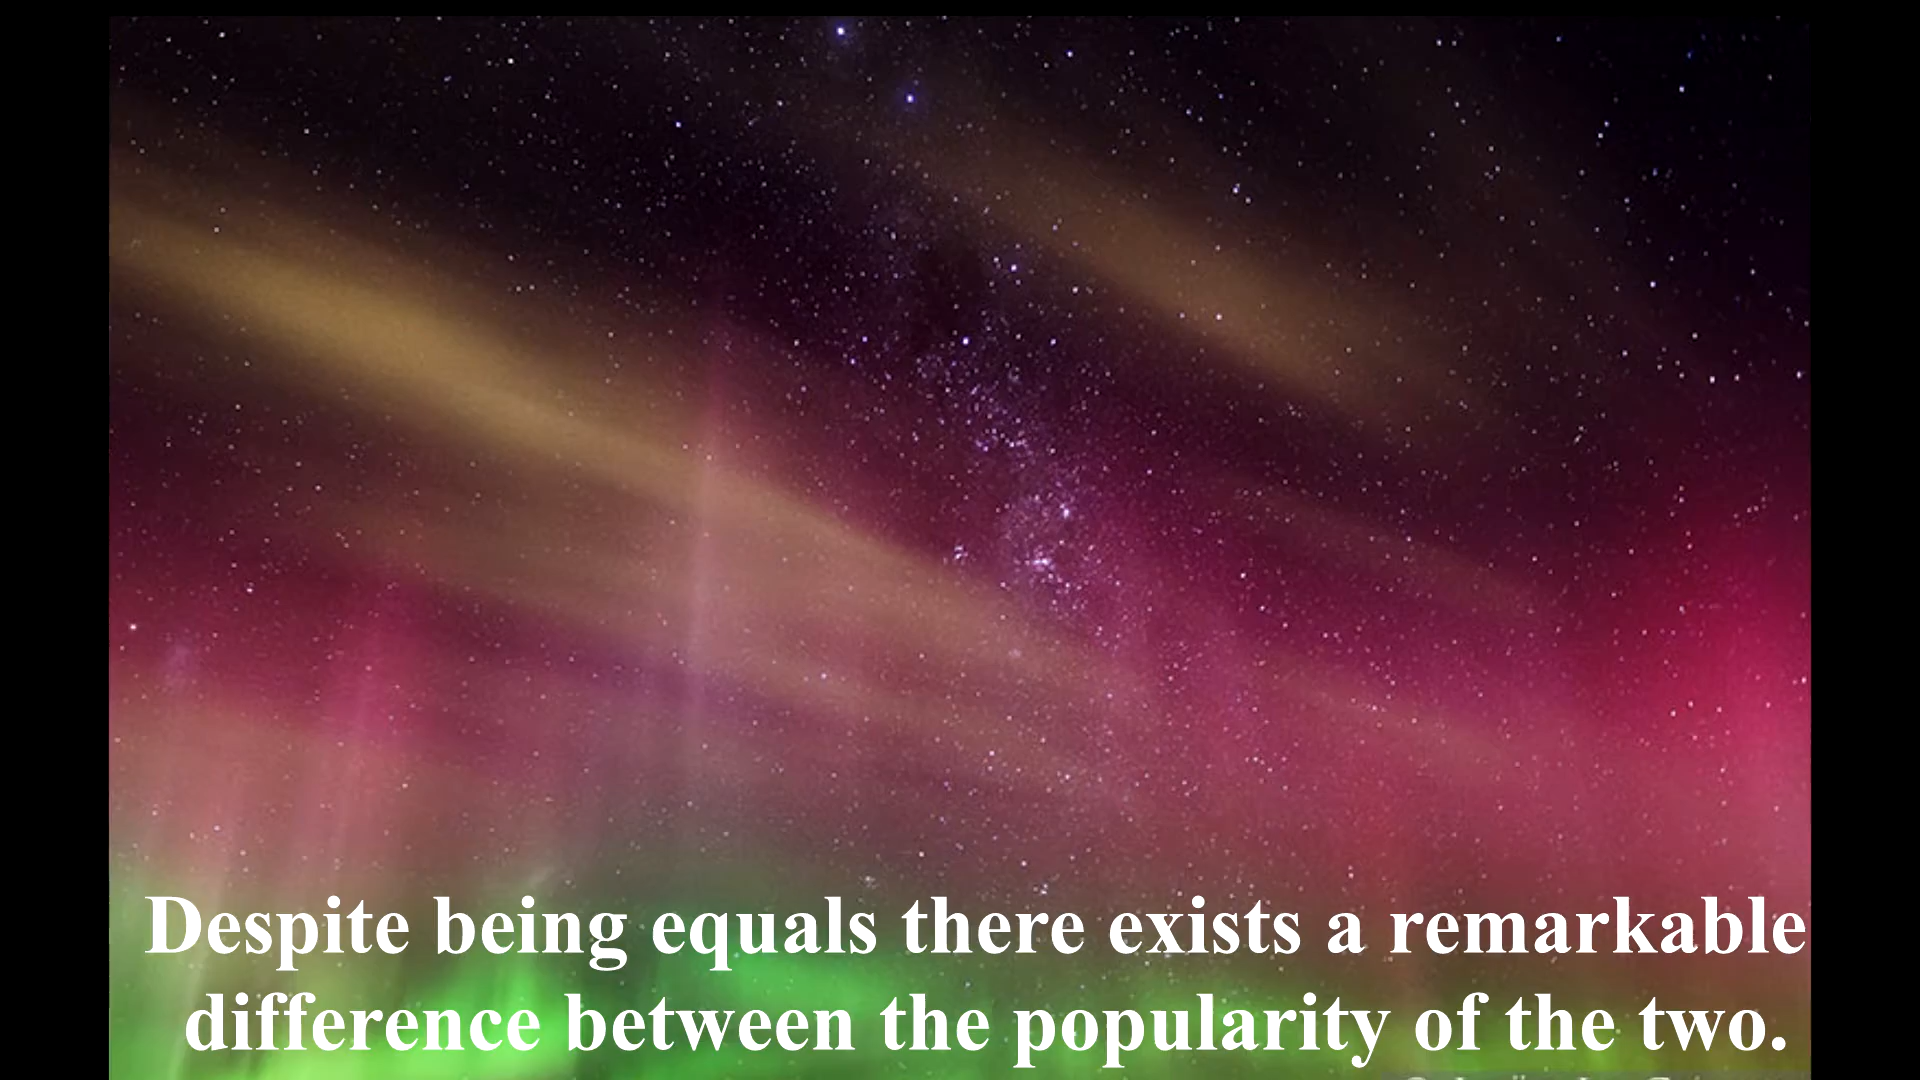 Despite being equals there exists a remarkable
difference between the popularity of the two.